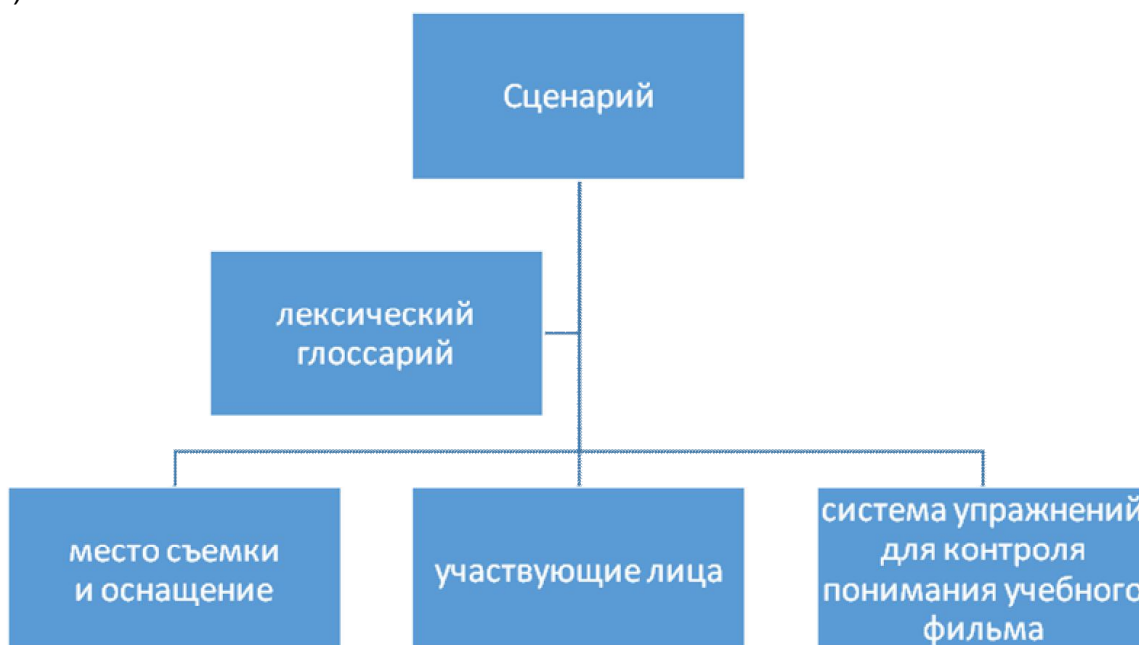 Сценарий
лексический
глоссарий
место съемки
и оснащение
участвующие лица
система упражнений
для контроля
понимания учебного
фильма